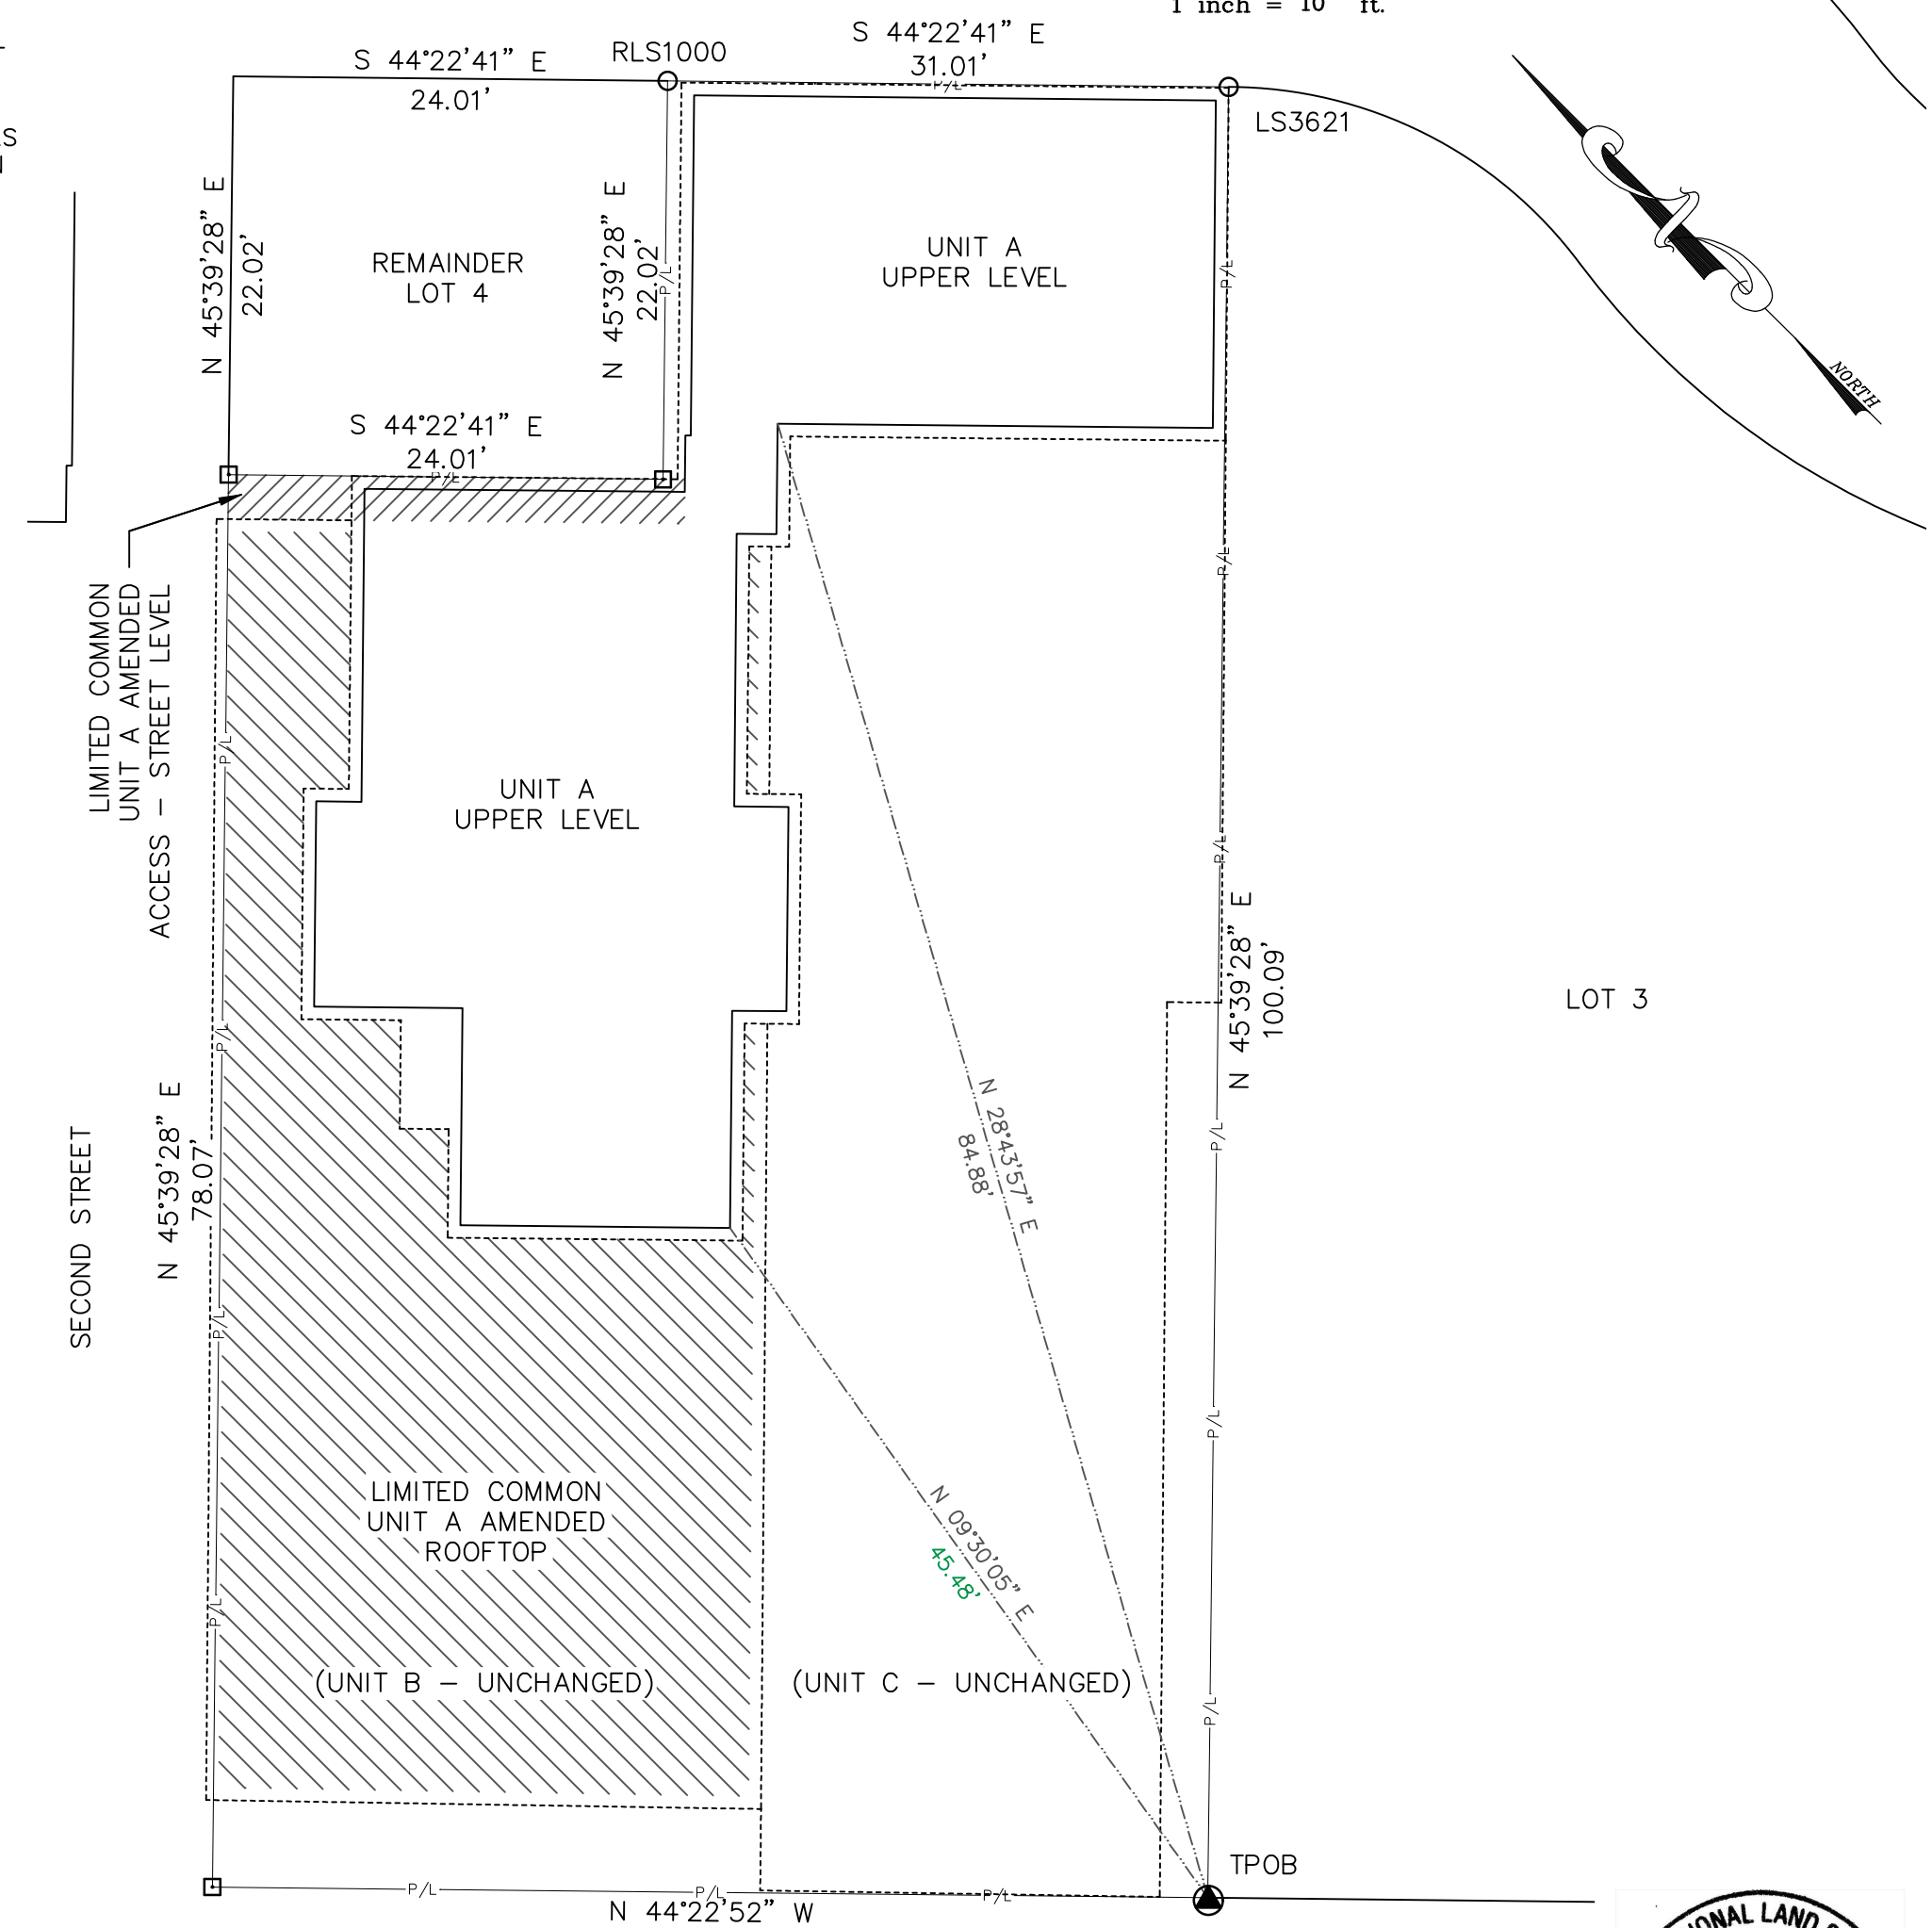 1 inch = 10 ft.
S 44°22'41" E
24.01'
RLS1000
S 44°22'41" E
31.01'
P/L
LS3621
NORTH
N 45°39'28" E
22.02'
REMAINDER
LOT 4
N 45°39'28" E
22.02'
P/L
UNIT A
UPPER LEVEL
P/L
S 44°22'41" E
24.01'
P/L
P/L
LIMITED COMMON
UNIT A AMENDED
ACCESS – STREET LEVEL
P/L
UNIT A
UPPER LEVEL
P/L
N 45°39'28" E
100.09'
LOT 3
P/L
SECOND STREET
N 45°39'28" E
78.07'
N 28°43'57" E
84.88'
P/L
P/L
P/L
LIMITED COMMON
UNIT A AMENDED
ROOFTOP
N 09°30'05" E
45.48'
P/L
(UNIT B – UNCHANGED)
(UNIT C – UNCHANGED)
P/L
TPOB
P/L
P/L
P/L
N 44°22'52" W
LAND